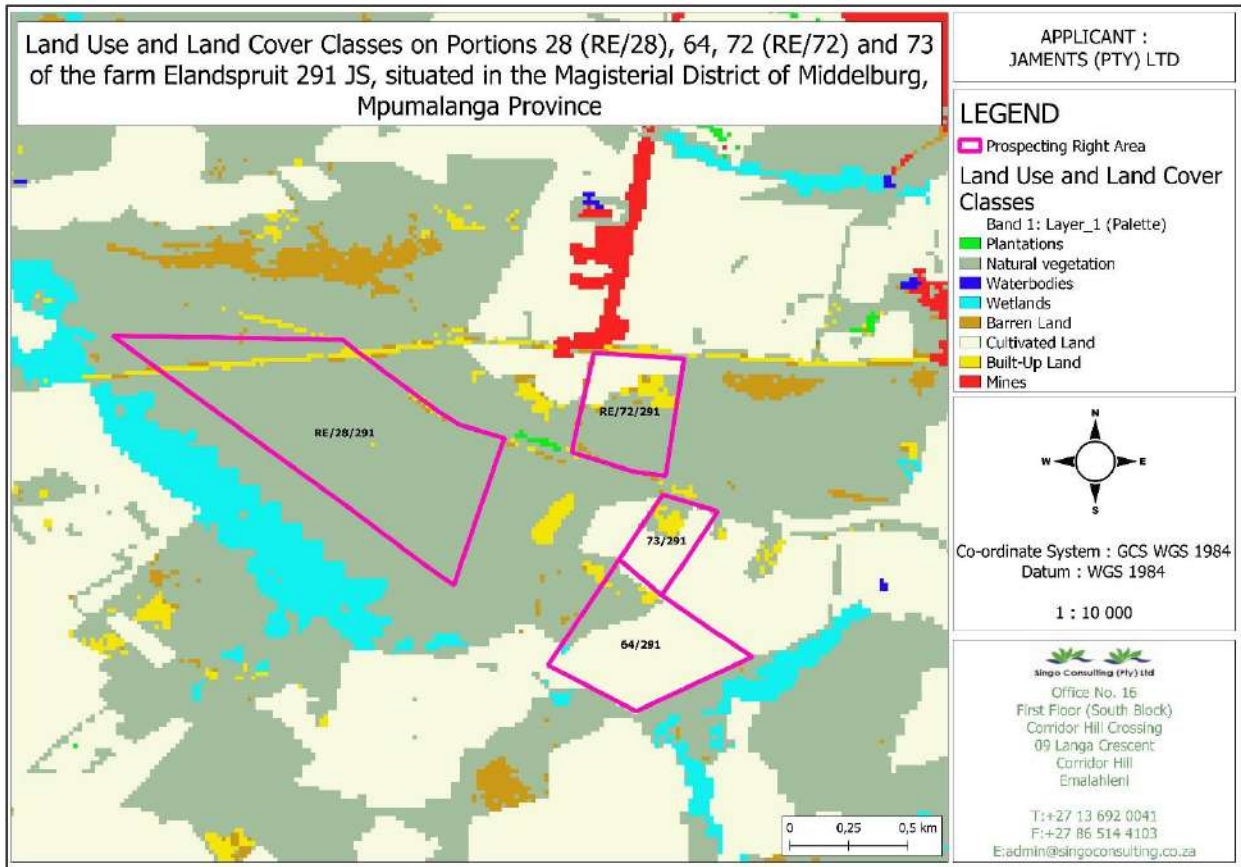 Land Use and Land Cover Classes on Portions 28 (RE/28), 64, 72 (RE/72) and 73
of the farm Elandspruit 291 JS, situated in the Magisterial District of Middelburg,
Mpumalanga Province
RE/28/291
RE/72/291
73/291
64/291
0 0,25 0,5 km
APPLICANT :
JAMENTS (PTY) LTD
LEGEND
Prospecting Right Area
Land Use and Land Cover
Classes
Band 1: Layer_1 (Palette)
Plantations
Natural vegetation
Waterbodies
Wetlands
Barren Land
Cultivated Land
Built-Up Land
Mines
N
W E
S
Co-ordinate System : GCS WGS 1984
Datum : WGS 1984
1 : 10 000
Singo Consulting (Pty) Ltd
Office No. 16
First Floor (South Block)
Corridor Hill Crossing
09 Langa Crescent
Corridor Hill
Emalahleni
T:+27 13 692 0041
F:+27 86 514 4103
E:admin@singoconsulting.co.za